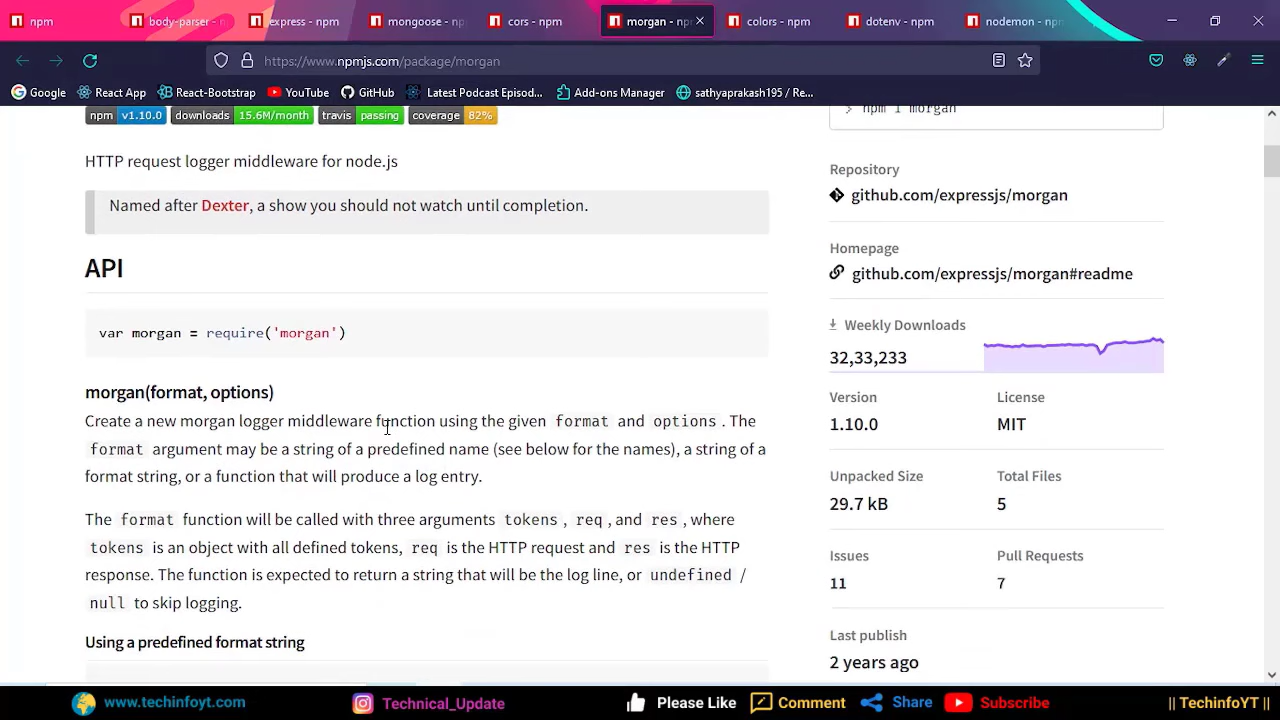 npm
body-parser - n
express - npm
mongoose - npm
cors - npm
morgan - npm
colors - npm
dotenv - npm
nodemon - npm
https://www.npmjs.com/package/morgan
Google
React App
React-Bootstrap
YouTube
GitHub
Latest Podcast Episod...
Add-ons Manager
sathyaprakash195 / Re...
npm v1.10.0
downloads 15.6M/month
travis passing
coverage 82%
> npm i morgan
HTTP request logger middleware for node.js
Named after Dexter, a show you should not watch until completion.
API
var morgan = require('morgan')
morgan(format, options)
Create a new morgan logger middleware function using the given format and options . The
format argument may be a string of a predefined name (see below for the names), a string of a
format string, or a function that will produce a log entry.
The format function will be called with three arguments tokens , req , and res , where
tokens is an object with all defined tokens, req is the HTTP request and res is the HTTP
response. The function is expected to return a string that will be the log line, or undefined /
null to skip logging.
Using a predefined format string
Repository
github.com/expressjs/morgan
Homepage
github.com/expressjs/morgan#readme
Weekly Downloads
32,33,233
Version
License
1.10.0
MIT
Unpacked Size
Total Files
29.7 kB
5
Issues
Pull Requests
11
7
Last publish
2 years ago
www.techinfoyt.com
Technical_Update
Please Like
Comment
Share
Subscribe
|| TechinfoYT ||